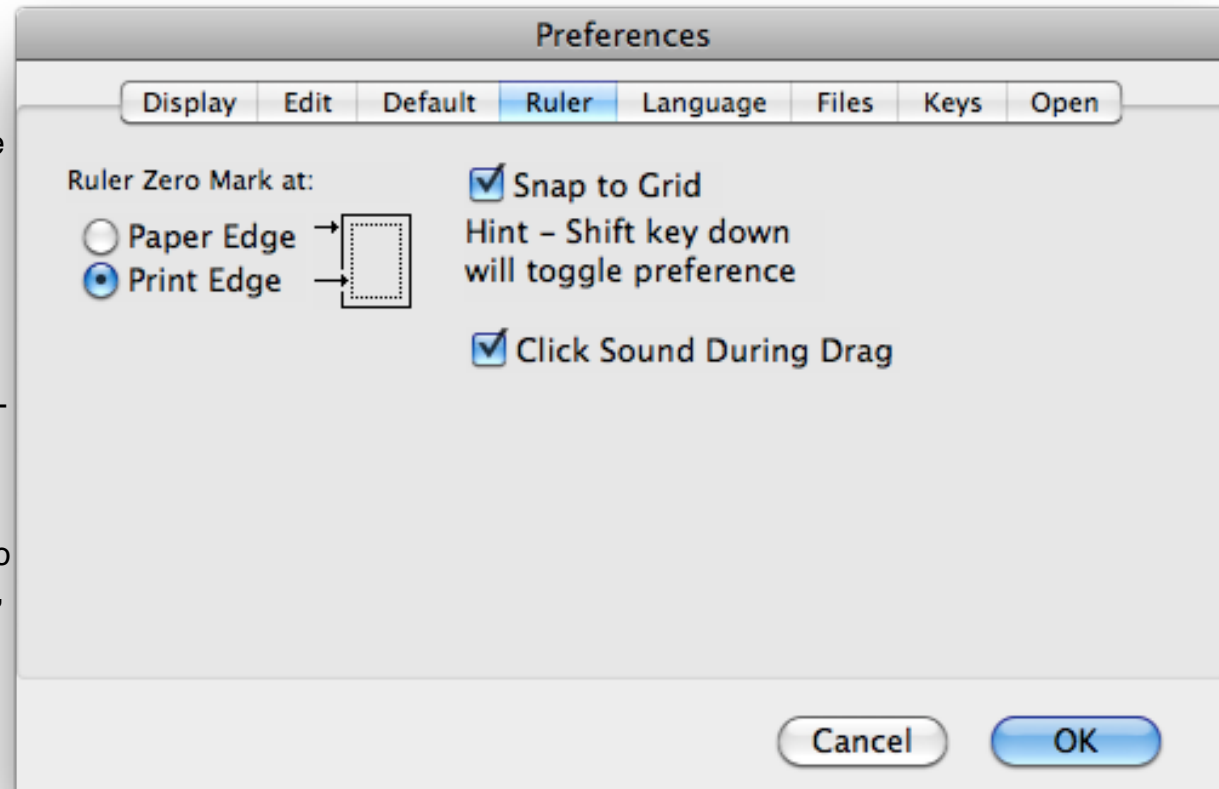 Preferences
Display Edit Default Ruler Language Files Keys Open
e
Ruler Zero Mark at:
Paper Edge
Print Edge
Snap to Grid
Hint – Shift key down
will toggle preference
Click Sound During Drag
-
o
,
Cancel OK